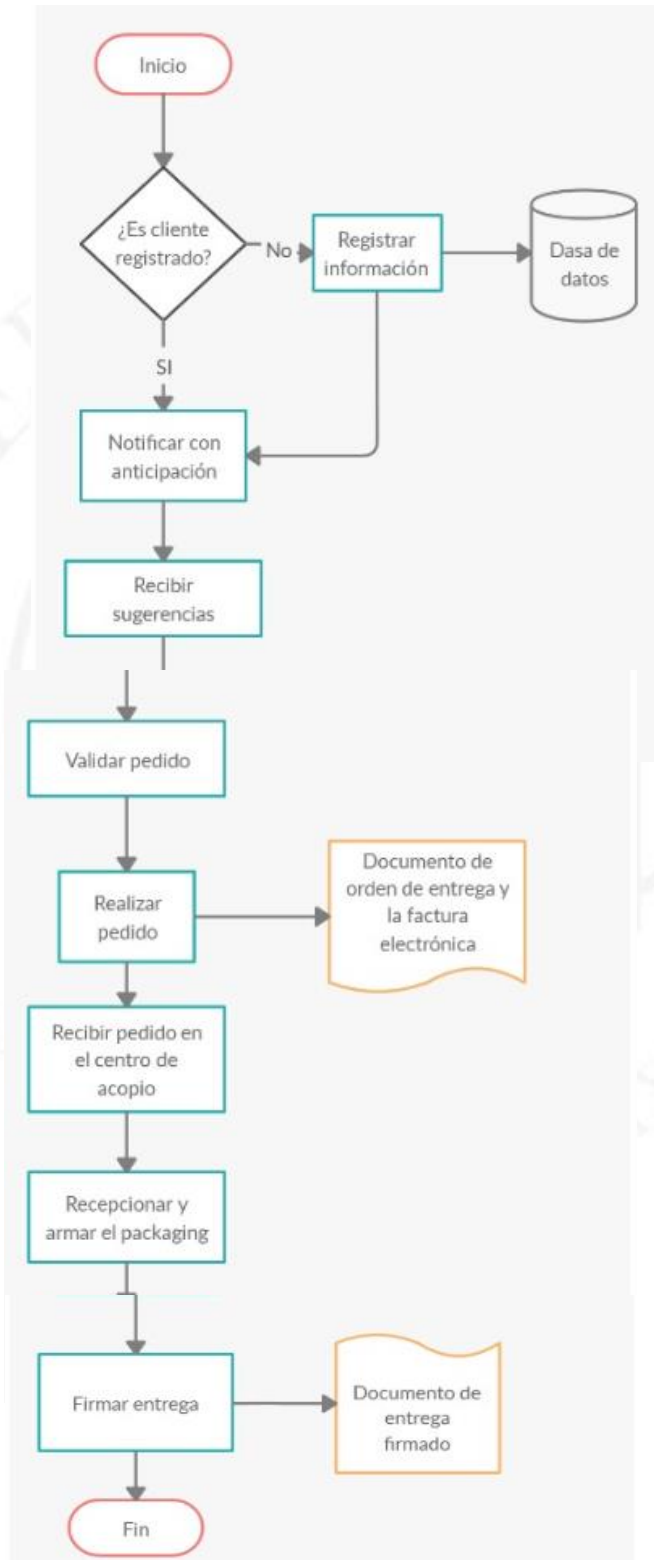 Inicio
¿Es cliente
registrado?
No
Registrar
información
Dasa de
datos
SI
Notificar con
anticipación
Recibir
sugerencias
Validar pedido
Realizar
pedido
Documento de
orden de entrega y
la factura
electrónica
Recibir pedido en
el centro de
acopio
Recepcionar y
armar el packaging
Firmar entrega
Documento de
entrega
firmado
Fin